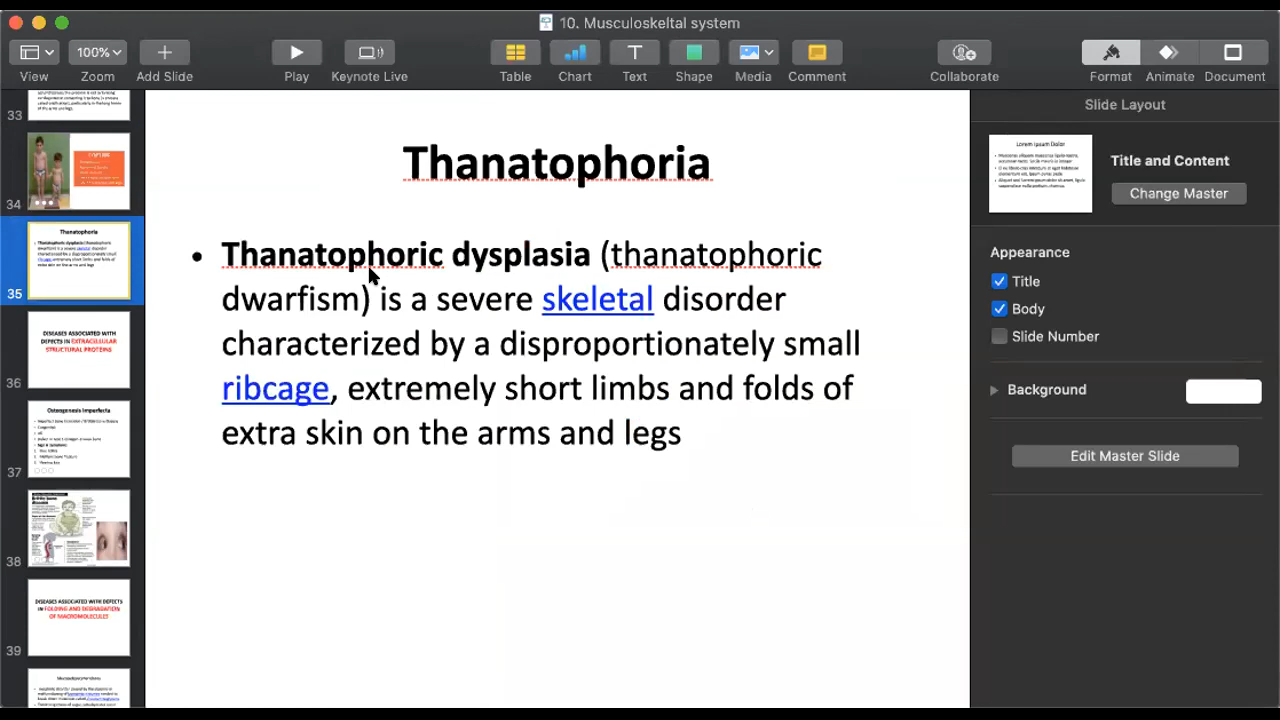 10. Musculoskeltal system
100%
View
Zoom
Add Slide
Play
Keynote Live
Table
Chart
Text
Shape
Media
Comment
Collaborate
Format
Animate
Document
33
34
35
Thanatophoria
36
DISEASES ASSOCIATED WITH
DEFECTS IN EXTRACELLULAR
STRUCTURAL PROTEINS
37
Osteogenesis Imperfecta
38
39
DISEASES ASSOCIATED WITH DEFECTS
IN FOLDING AND DEGRADATION
OF MACROMOLECULES
Thanatophoria
• Thanatophoric dysplasia (thanatophoric
dwarfism) is a severe skeletal disorder
characterized by a disproportionately small
ribcage, extremely short limbs and folds of
extra skin on the arms and legs
Slide Layout
Lorem Ipsum Dolor
Title and Content
Change Master
Appearance
Title
Body
Slide Number
Background
Edit Master Slide